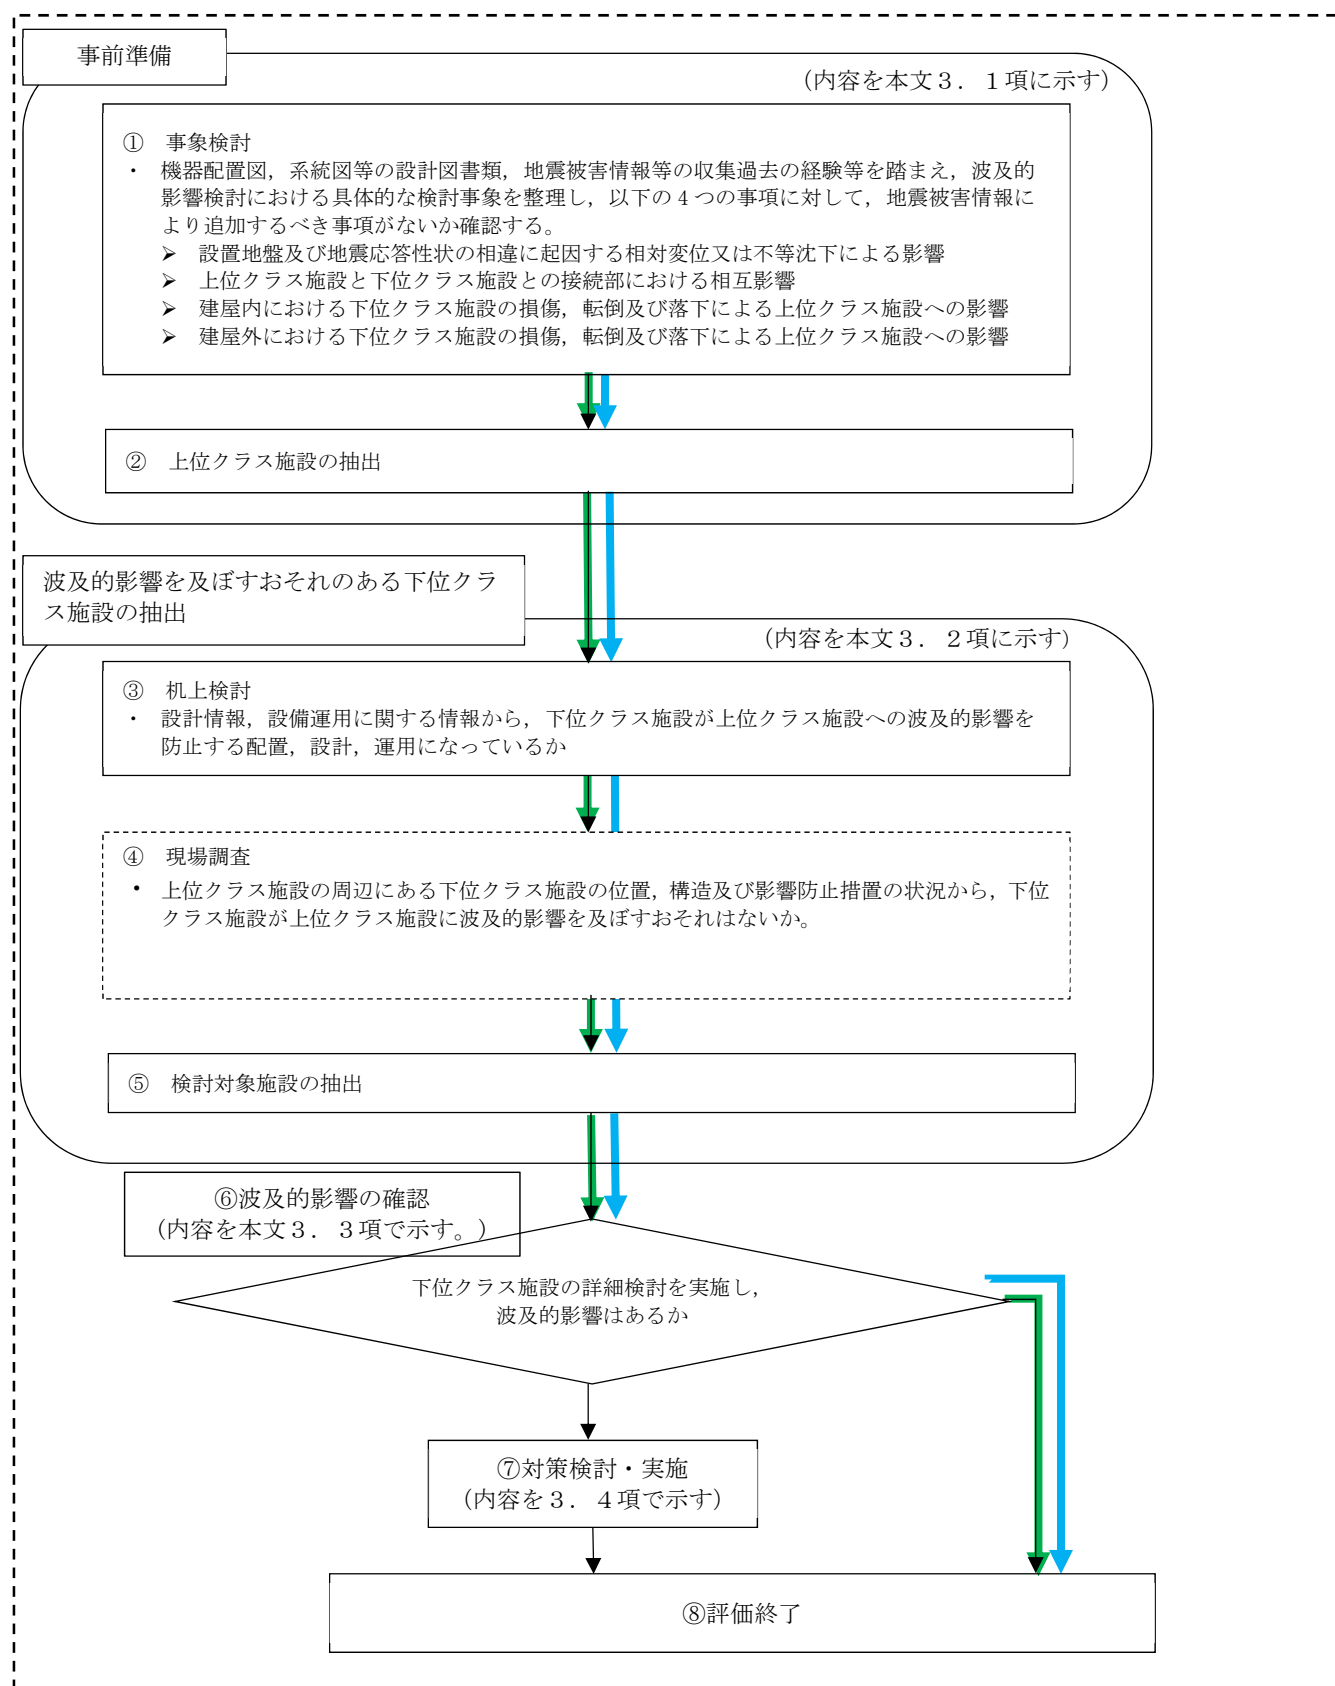 事前準備
（内容を本文３．１項に示す）
① 事象検討
・ 機器配置図，系統図等の設計図書類，地震被害情報等の収集過去の経験等を踏まえ，波及的
影響検討における具体的な検討事象を整理し，以下の４つの事項に対して，地震被害情報に
より追加するべき事項がないか確認する。
➢ 設置地盤及び地震応答性状の相違に起因する相対変位又は不等沈下による影響
➢ 上位クラス施設と下位クラス施設との接続部における相互影響
➢ 建屋内における下位クラス施設の損傷，転倒及び落下による上位クラス施設への影響
➢ 建屋外における下位クラス施設の損傷，転倒及び落下による上位クラス施設への影響
② 上位クラス施設の抽出
波及的影響を及ぼすおそれのある下位クラ
ス施設の抽出
（内容を本文３．２項に示す）
③ 机上検討
・ 設計情報，設備運用に関する情報から，下位クラス施設が上位クラス施設への波及的影響を
防止する配置，設計，運用になっているか
④ 現場調査
・ 上位クラス施設の周辺にある下位クラス施設の位置，構造及び影響防止措置の状況から，下位
クラス施設が上位クラス施設に波及的影響を及ぼすおそれはないか。
⑤ 検討対象施設の抽出
⑥波及的影響の確認
（内容を本文３．３項で示す。）
下位クラス施設の詳細検討を実施し，
波及的影響はあるか
⑦対策検討・実施
（内容を３．４項で示す）
⑧評価終了